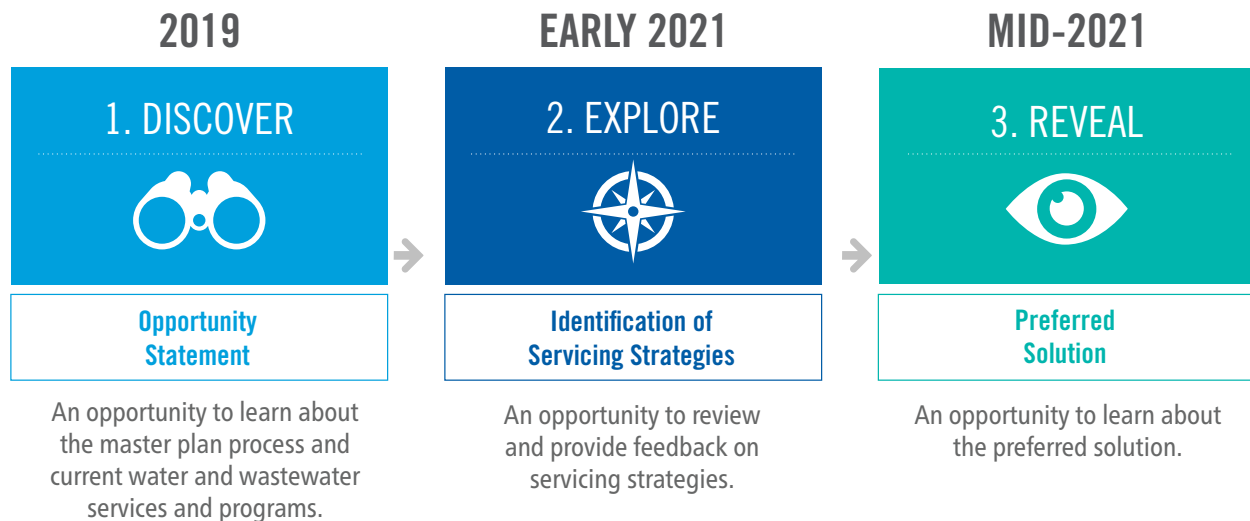 2019
1. DISCOVER
Opportunity
Statement
An opportunity to learn about
the master plan process and
current water and wastewater
services and programs.
EARLY 2021
2. EXPLORE
Identification of
Servicing Strategies
An opportunity to review
and provide feedback on
servicing strategies.
MID-2021
3. REVEAL
Preferred
Solution
An opportunity to learn about
the preferred solution.